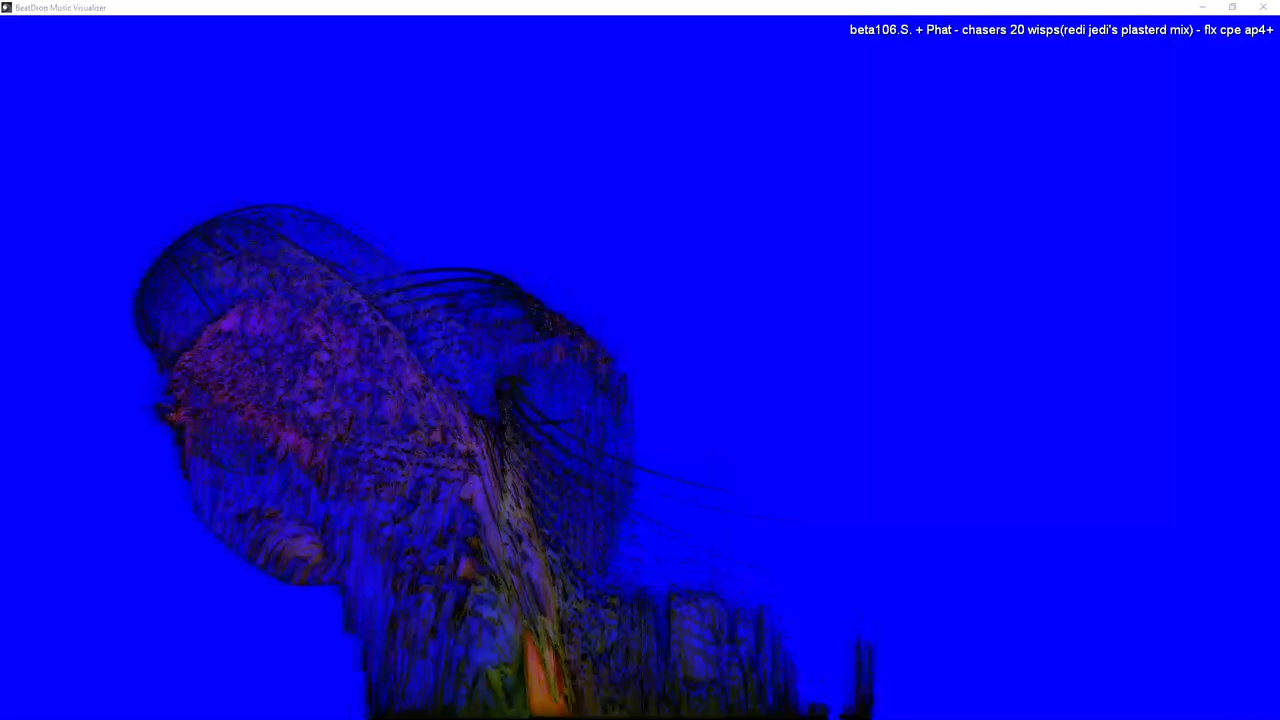 BeatDrop Music Visualizer
beta106.S. + Phat - chasers 20 wisps(redi jedi's plasterd mix) - flx cpe ap4+